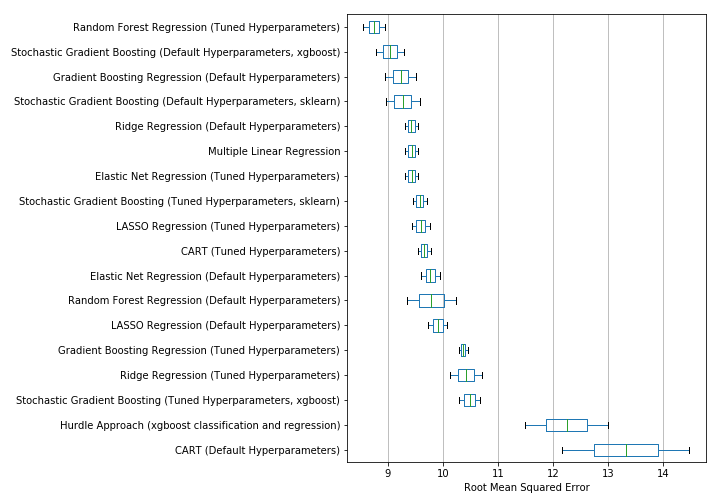 Random Forest Regression (Tuned Hyperparameters)
Stochastic Gradient Boosting (Default Hyperparameters, xgboost)
Gradient Boosting Regression (Default Hyperparameters)
Stochastic Gradient Boosting (Default Hyperparameters, sklearn)
Ridge Regression (Default Hyperparameters)
Multiple Linear Regression
Elastic Net Regression (Tuned Hyperparameters)
Stochastic Gradient Boosting (Tuned Hyperparameters, sklearn)
LASSO Regression (Tuned Hyperparameters)
CART (Tuned Hyperparameters)
Elastic Net Regression (Default Hyperparameters)
Random Forest Regression (Default Hyperparameters)
LASSO Regression (Default Hyperparameters)
Gradient Boosting Regression (Tuned Hyperparameters)
Ridge Regression (Tuned Hyperparameters)
Stochastic Gradient Boosting (Tuned Hyperparameters, xgboost)
Hurdle Approach (xgboost classification and regression)
CART (Default Hyperparameters)
9 10 11 12 13 14
Root Mean Squared Error